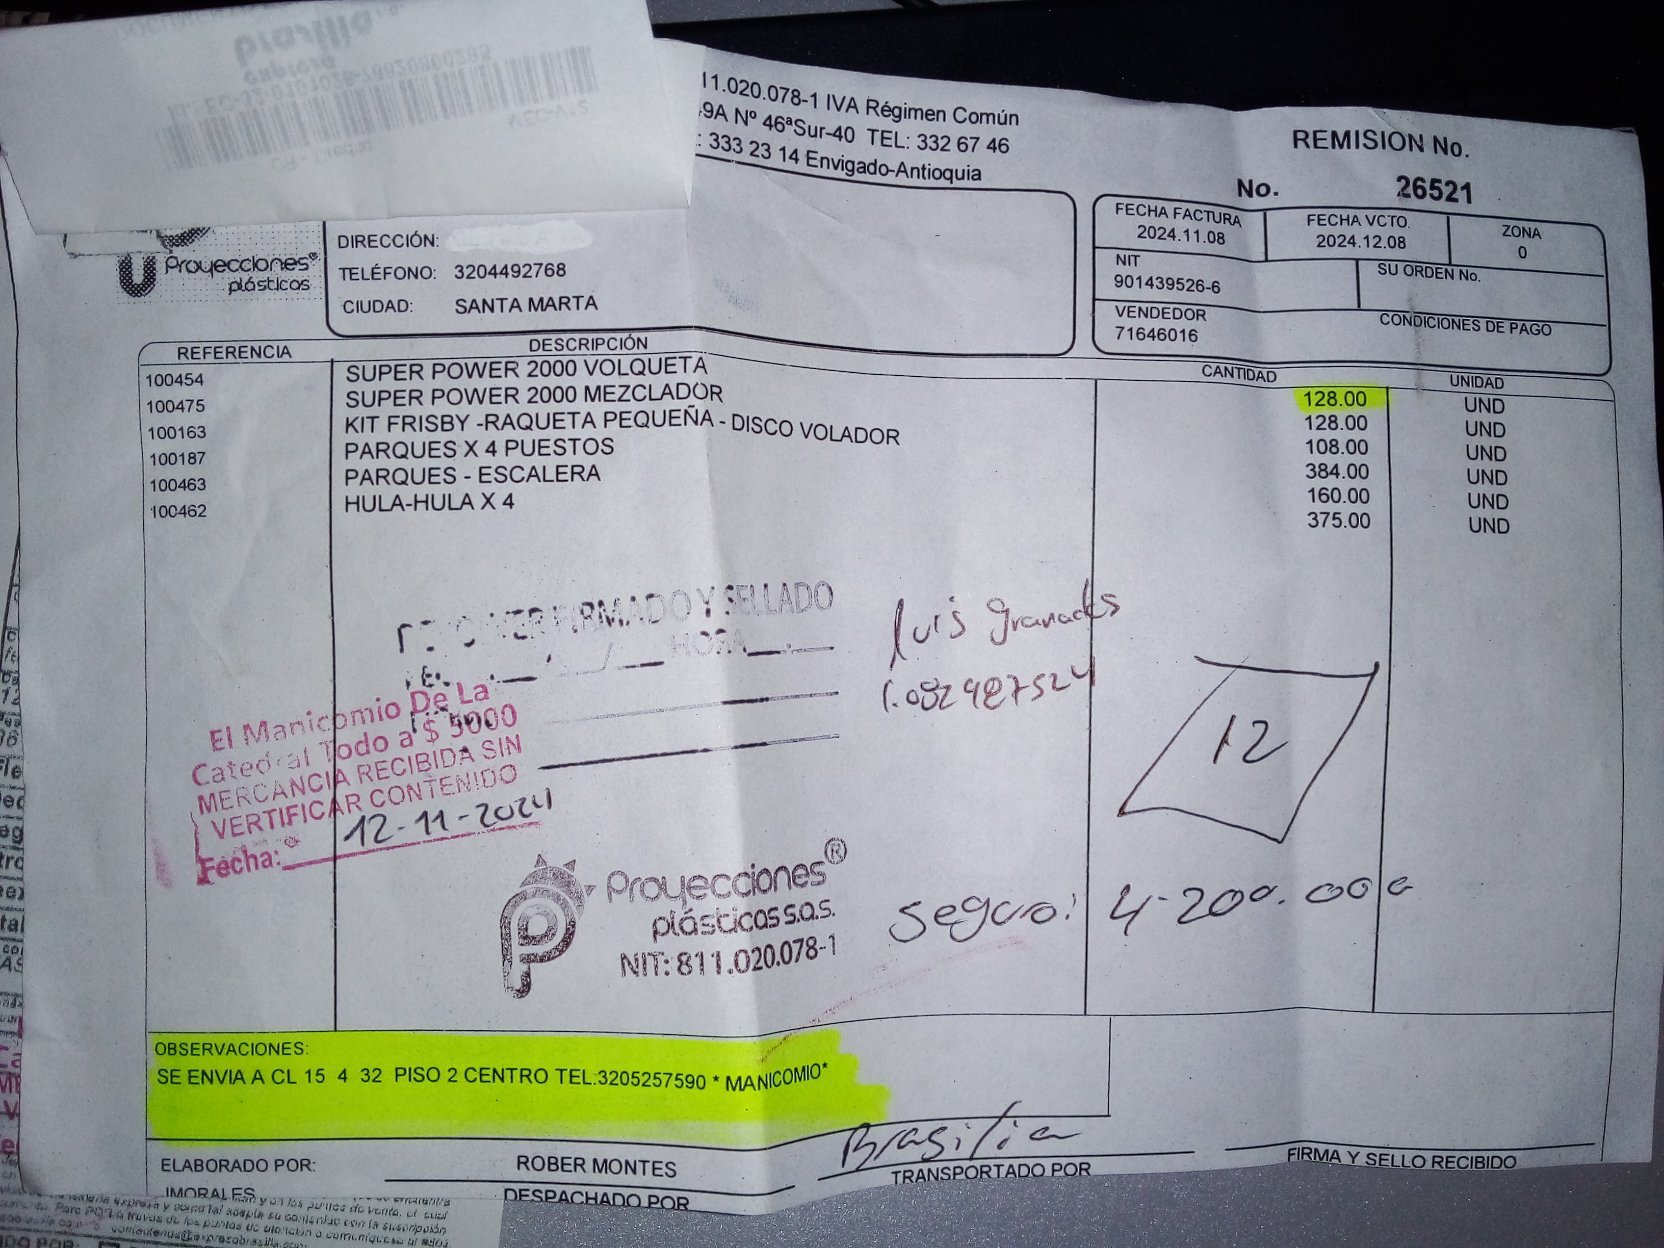 brasilia
express
11.020.078-1 IVA Régimen Común
9A Nº 46ªSur-40 TEL: 332 67 46
: 333 23 14 Envigado-Antioquia
REMISION No.
No. 26521
Proyecciones®
plásticos
DIRECCIÓN:
TELÉFONO: 3204492768
CIUDAD: SANTA MARTA
FECHA FACTURA FECHA VCTO. ZONA
2024.11.08 2024.12.08 0
NIT SU ORDEN No.
901439526-6
VENDEDOR CONDICIONES DE PAGO
71646016
REFERENCIA DESCRIPCIÓN CANTIDAD UNIDAD
100454 SUPER POWER 2000 VOLQUETA 128.00 UND
100475 SUPER POWER 2000 MEZCLADOR 128.00 UND
100163 KIT FRISBY -RAQUETA PEQUEÑA - DISCO VOLADOR 108.00 UND
100187 PARQUES X 4 PUESTOS 384.00 UND
100463 PARQUES - ESCALERA 160.00 UND
100462 HULA-HULA X 4 375.00 UND
FIRMADO Y SELLADO
HORA
luis granados
1.082487524
El Manicomio De La
Catedral Todo a $ 5000
MERCANCIA RECIBIDA SIN
VERTIFICAR CONTENIDO
Fecha: 12-11-2024
12
Proyecciones®
plásticos s.a.s.
NIT: 811.020.078-1
Seguro: 4-200.000
OBSERVACIONES:
SE ENVIA A CL 15 4 32 PISO 2 CENTRO TEL:3205257590 * MANICOMIO*
ELABORADO POR: ROBER MONTES Brasilia
TRANSPORTADO POR FIRMA Y SELLO RECIBIDO
IMORALES DESPACHADO POR